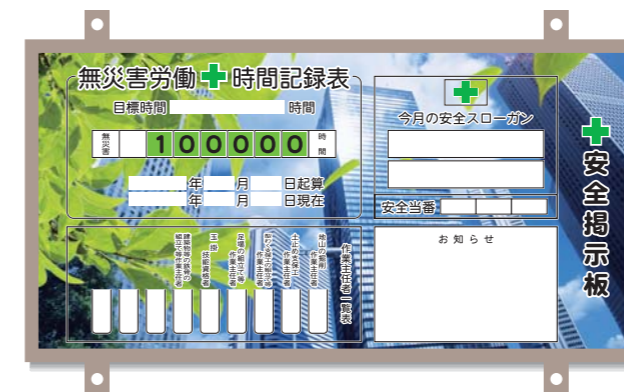 無災害労働 時間記録表
目標時間 時間
無災害 100000 時間
年 月 日起算
年 月 日現在
今月の安全スローガン
安全当番
安全掲示板
作業主任者一覧表
地山の掘削
作業主任者
土止め支保工
作業主任者
型わく支保工の組立て等
作業主任者
足場の組立て等
作業主任者
玉掛
技能資格者
建築物等の鉄骨の
組立て等作業主任者
お知らせ